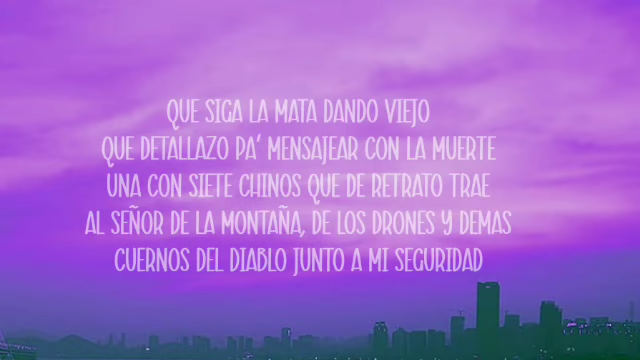 QUE SIGA LA MATA DANDO VIEJO
QUE DETALLAZO PA' MENSAJEAR CON LA MUERTE
UNA CON SIETE CHINOS QUE DE RETRATO TRAE
AL SEÑOR DE LA MONTAÑA, DE LOS DRONES Y DEMAS
CUERNOS DEL DIABLO JUNTO A MI SEGURIDAD